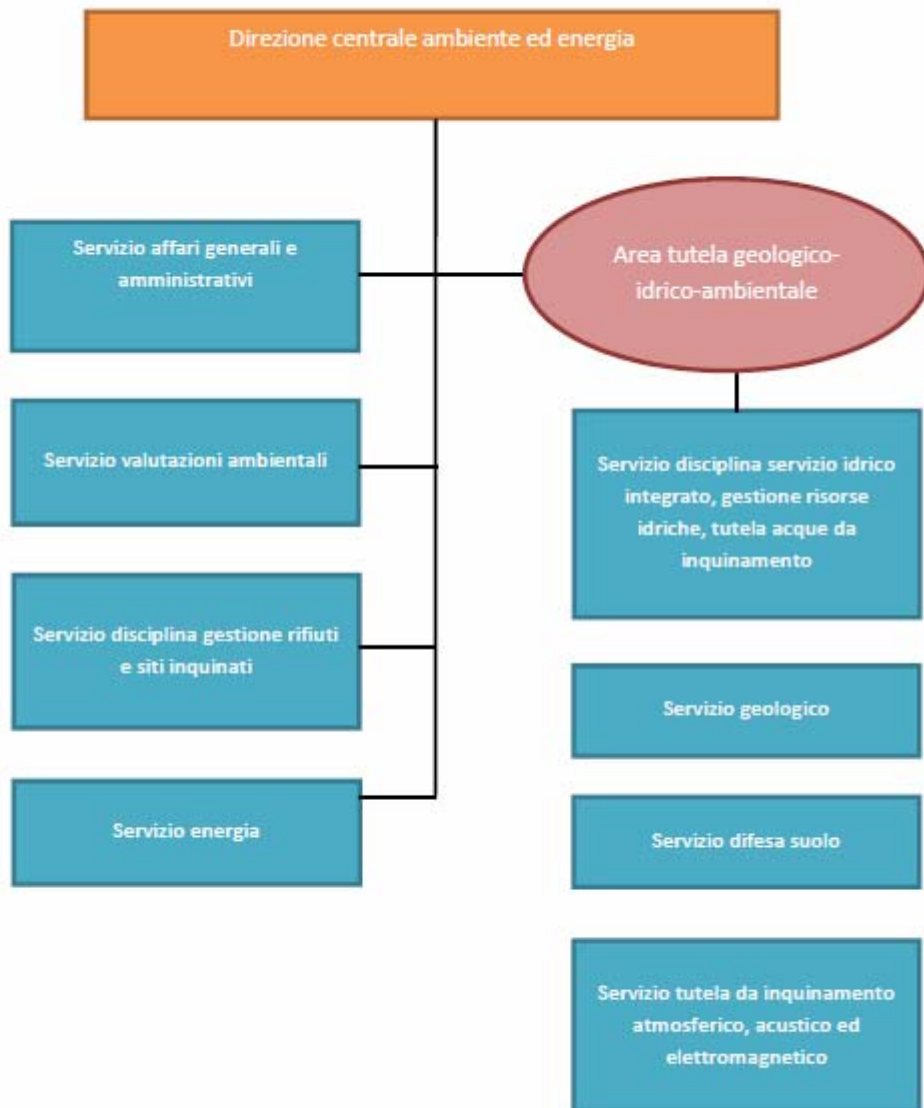 Direzione centrale ambiente ed energia
Servizio affari generali e
amministrativi
Area tutela geologico-
idrico-ambientale
Servizio valutazioni ambientali
Servizio disciplina gestione rifiuti
e siti inquinati
Servizio energia
Servizio disciplina servizio idrico
integrato, gestione risorse
idriche, tutela acque da
inquinamento
Servizio geologico
Servizio difesa suolo
Servizio tutela da inquinamento
atmosferico, acustico ed
elettromagnetico